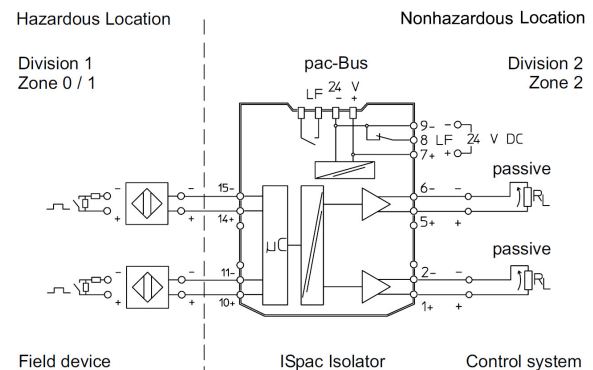 Hazardous Location
Nonhazardous Location
Division 1
Zone 0 / 1
pac-Bus
Division 2
Zone 2
LF 24 V
- +
9- - 
8 LF 24 V DC
7+ +
passive
- - 15- 6- - RL
+ + 14+ 5+ +
µC
passive
- - 11- 2- - RL
+ + 10+ 1+ +
Field device
ISpac Isolator
Control system